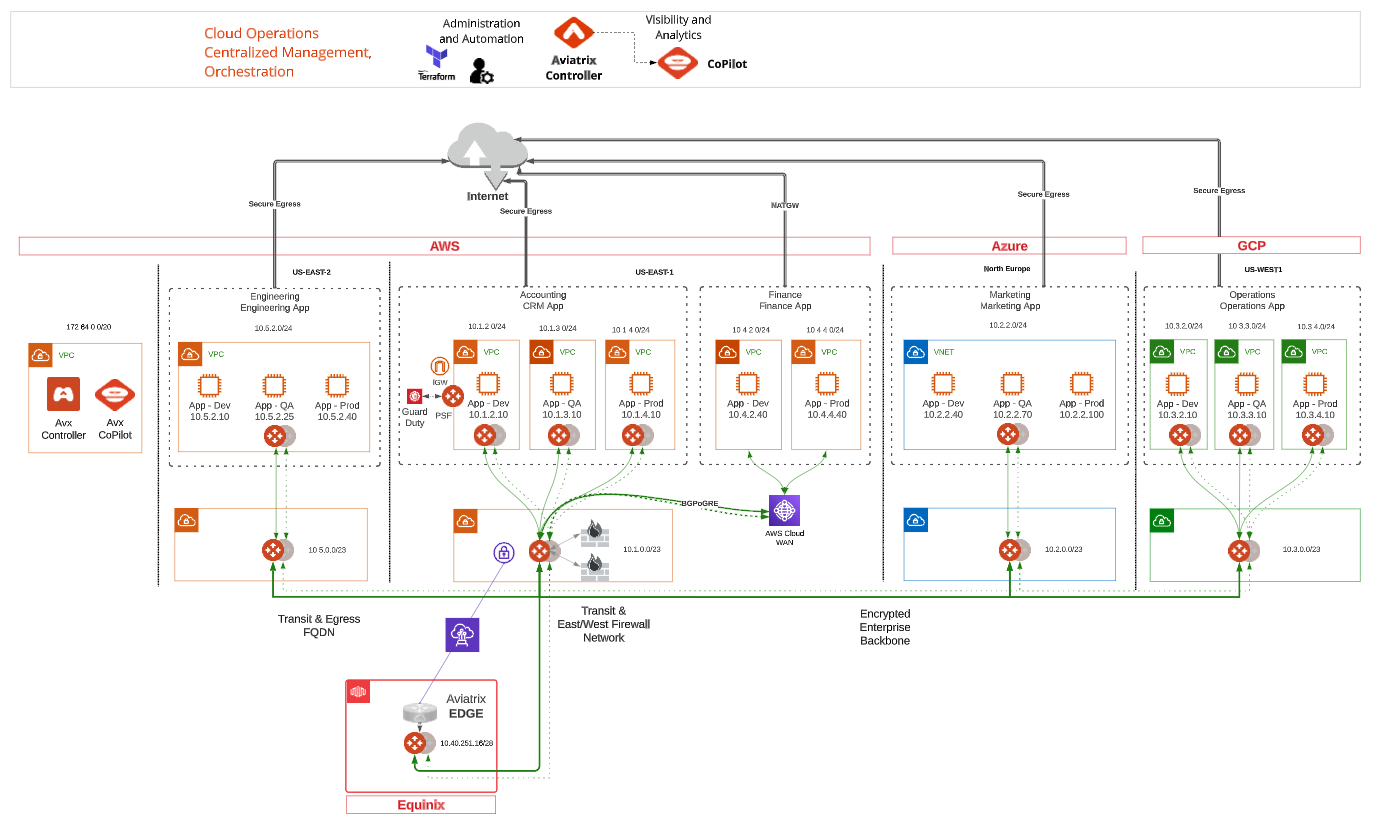 Cloud Operations
Centralized Management,
Orchestration
Administration
and Automation
Terraform
Aviatrix
Controller
Visibility and
Analytics
CoPilot
Internet
Secure Egress
Secure Egress
NATGW
Secure Egress
Secure Egress
AWS
Azure
GCP
US-EAST-2
US-EAST-1
North Europe
US-WEST1
172 64 0 0/20
VPC
Avx
Controller
Avx
CoPilot
Engineering
Engineering App
10.5.2.0/24
VPC
App - Dev
10.5.2.10
App - QA
10.5.2.25
App - Prod
10.5.2.40
10 5.0.0/23
Accounting
CRM App
10.1.2 0/24
10.1.3 0/24
10 1 4 0/24
IGW
Guard
Duty
PSF
VPC
App - Dev
10.1.2.10
VPC
App - QA
10.1.3.10
VPC
App - Prod
10.1.4.10
10.1.0.0/23
Finance
Finance App
10 4 2 0/24
10 4 4 0/24
VPC
App - Dev
10.4.2.40
VPC
App - Prod
10.4.4.40
BGPoGRE
AWS Cloud
WAN
Marketing
Marketing App
10.2.2.0/24
VNET
App - Dev
10.2.2.40
App - QA
10.2.2.70
App - Prod
10.2.2.100
10.2.0.0/23
Operations
Operations App
10.3.2.0/24
10 3.3.0/24
10.3 4.0/24
VPC
App - Dev
10.3.2.10
VPC
App - QA
10.3.3.10
VPC
App - Prod
10.3.4.10
10.3.0.0/23
Transit & Egress
FQDN
Transit &
East/West Firewall
Network
Encrypted
Enterprise
Backbone
Aviatrix
EDGE
10.40.251.16/28
Equinix